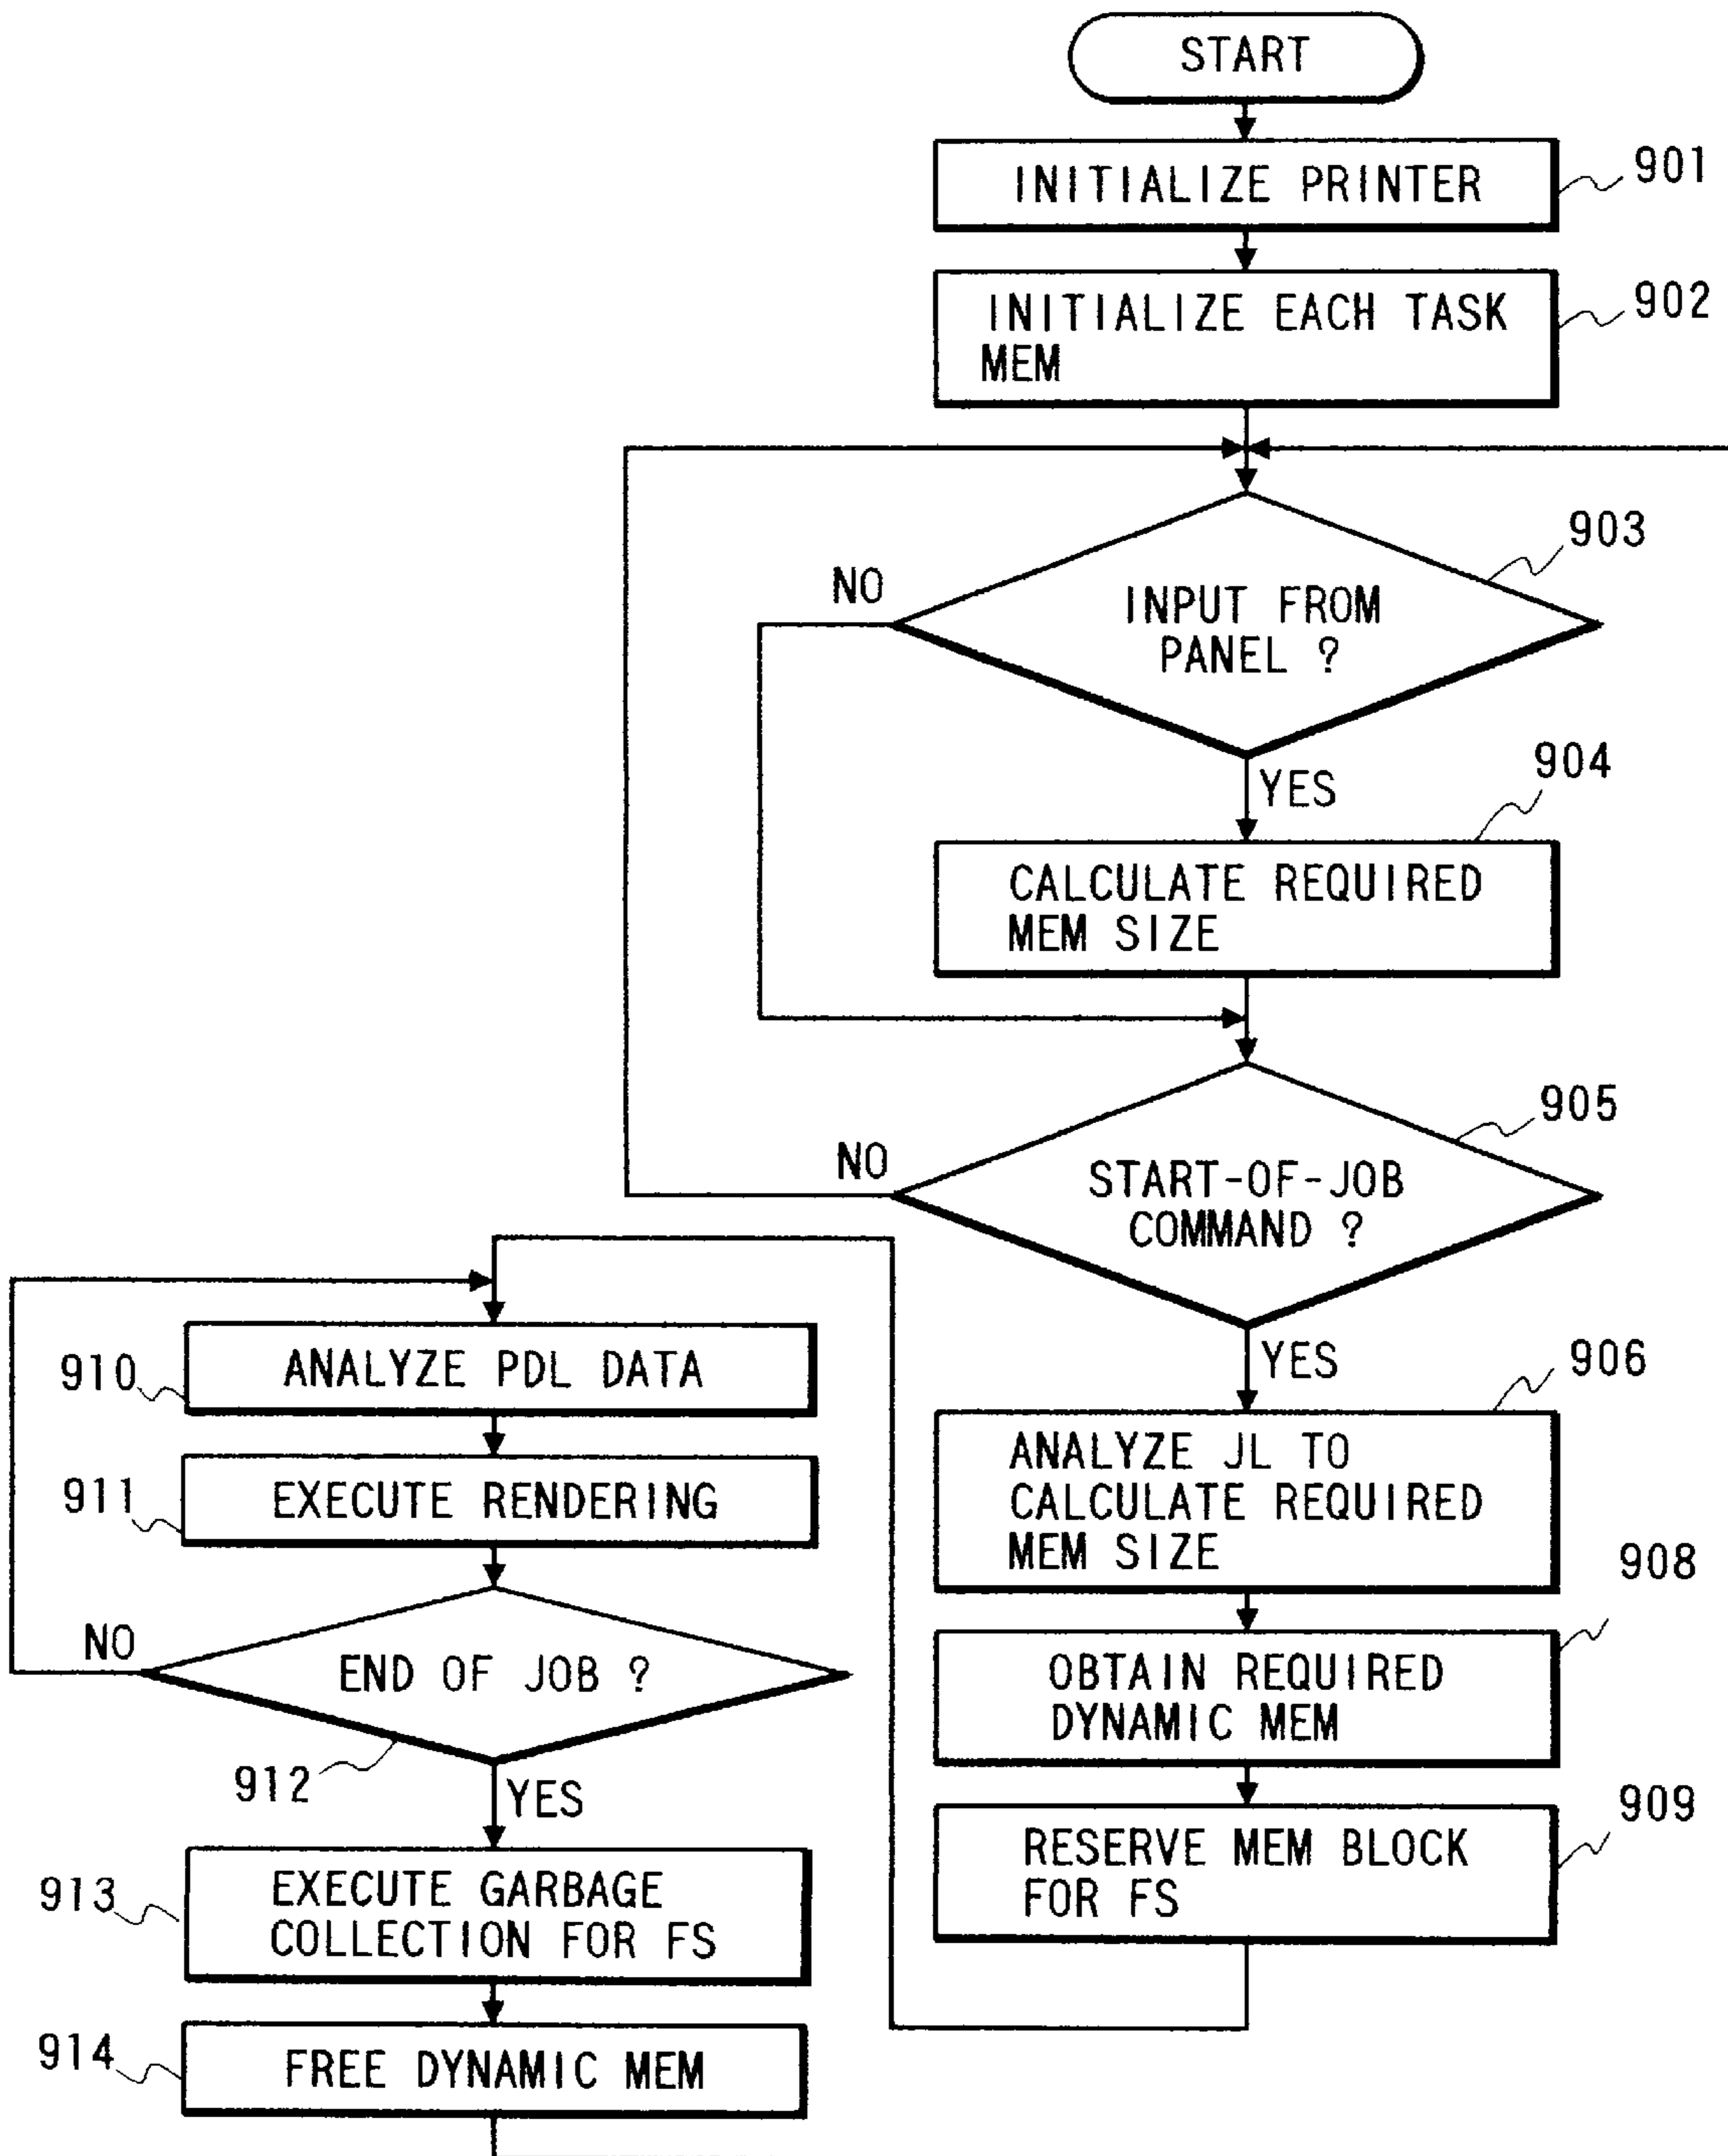 START
INITIALIZE PRINTER
901
INITIALIZE EACH TASK
MEM
902
903
NO
INPUT FROM
PANEL ?
YES
904
CALCULATE REQUIRED
MEM SIZE
905
NO
START-OF-JOB
COMMAND ?
YES
906
ANALYZE JL TO
CALCULATE REQUIRED
MEM SIZE
908
OBTAIN REQUIRED
DYNAMIC MEM
909
RESERVE MEM BLOCK
FOR FS
910
ANALYZE PDL DATA
911
EXECUTE RENDERING
NO
END OF JOB ?
912
YES
913
EXECUTE GARBAGE
COLLECTION FOR FS
914
FREE DYNAMIC MEM